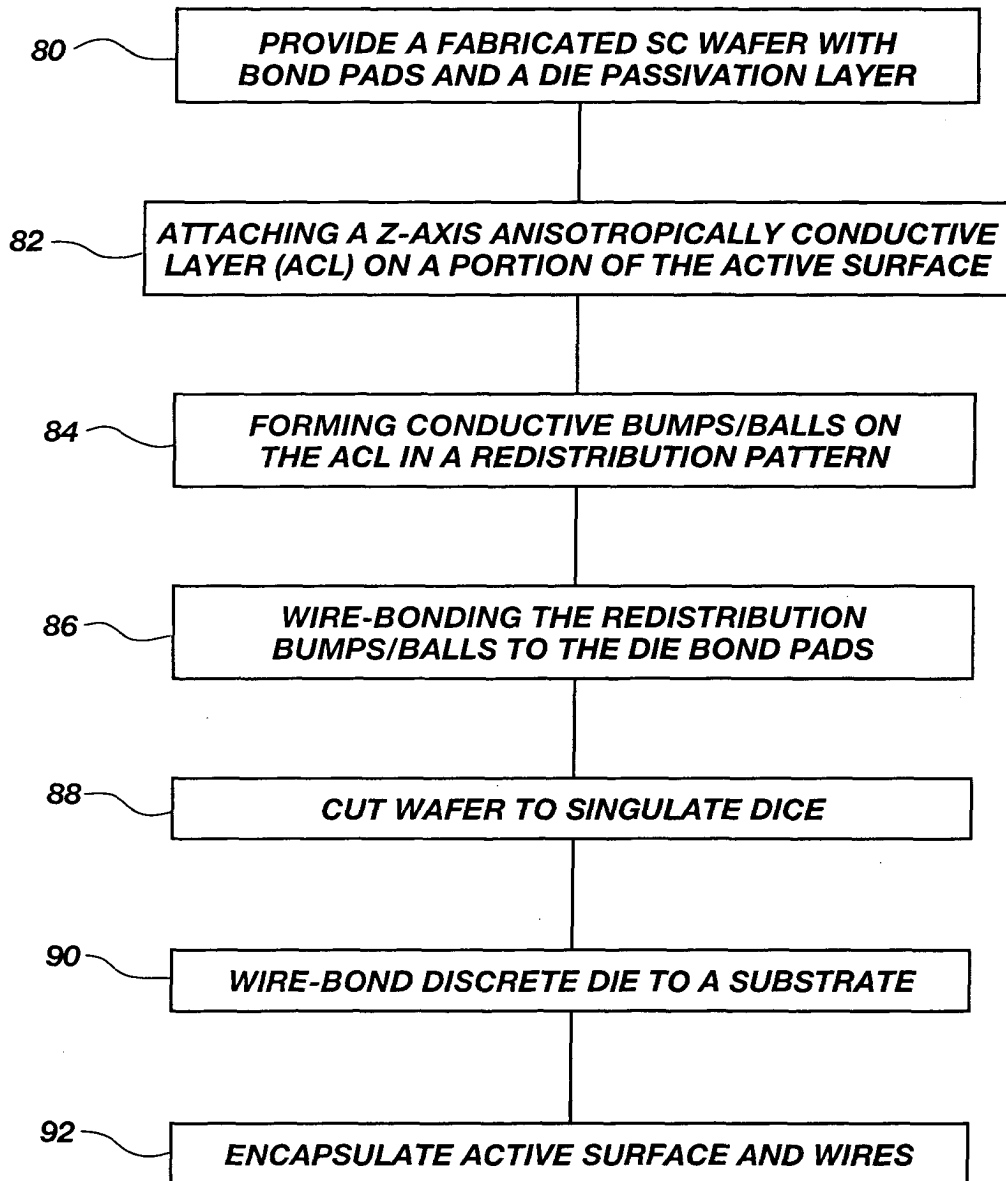 80
PROVIDE A FABRICATED SC WAFER WITH
BOND PADS AND A DIE PASSIVATION LAYER
82
ATTACHING A Z-AXIS ANISOTROPICALLY CONDUCTIVE
LAYER (ACL) ON A PORTION OF THE ACTIVE SURFACE
84
FORMING CONDUCTIVE BUMPS/BALLS ON
THE ACL IN A REDISTRIBUTION PATTERN
86
WIRE-BONDING THE REDISTRIBUTION
BUMPS/BALLS TO THE DIE BOND PADS
88
CUT WAFER TO SINGULATE DICE
90
WIRE-BOND DISCRETE DIE TO A SUBSTRATE
92
ENCAPSULATE ACTIVE SURFACE AND WIRES